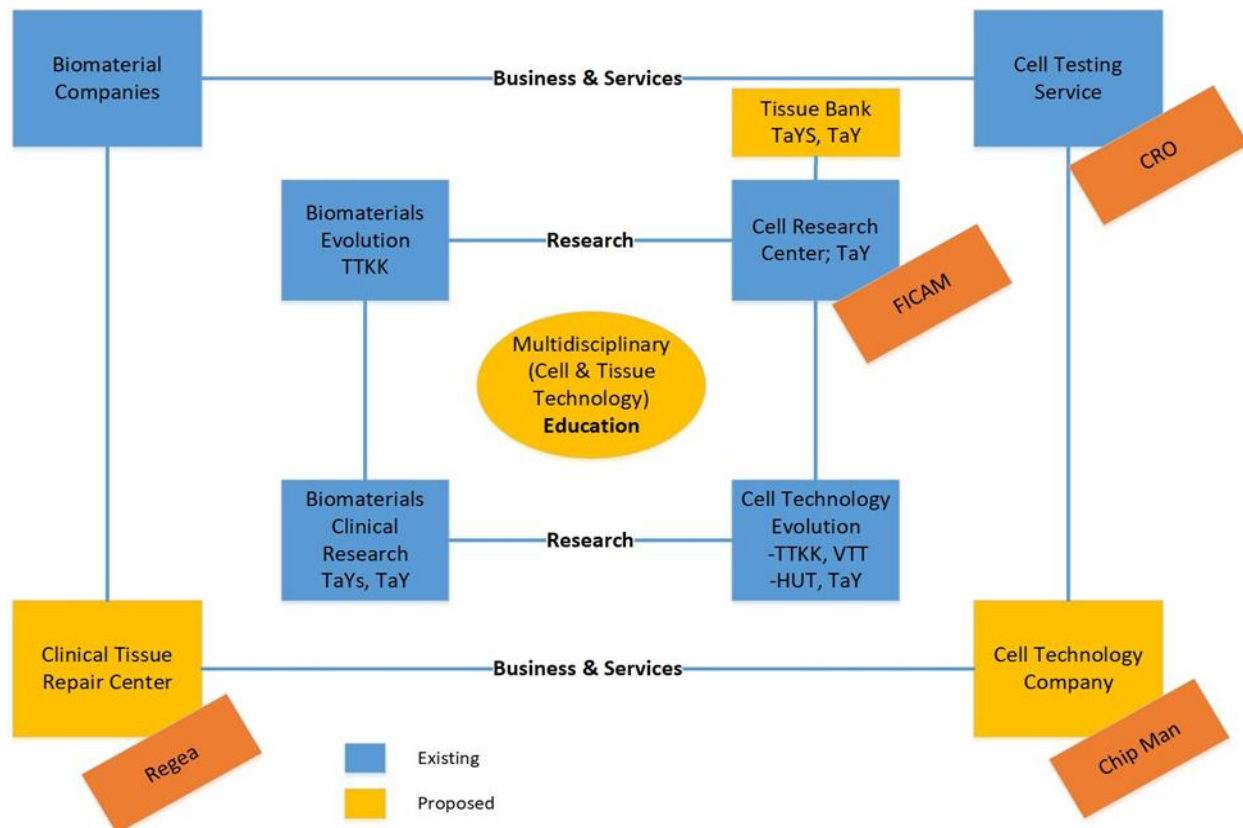 Biomaterial
Companies
Business & Services
Cell Testing
Service
CRO
Tissue Bank
TaYS, TaY
Biomaterials
Evolution
TTKK
Research
Cell Research
Center; TaY
FICAM
Multidisciplinary
(Cell & Tissue
Technology)
Education
Biomaterials
Clinical
Research
TaYs, TaY
Research
Cell Technology
Evolution
-TTKK, VTT
-HUT, TaY
Clinical Tissue
Repair Center
Regea
Business & Services
Cell Technology
Company
Chip Man
Existing
Proposed